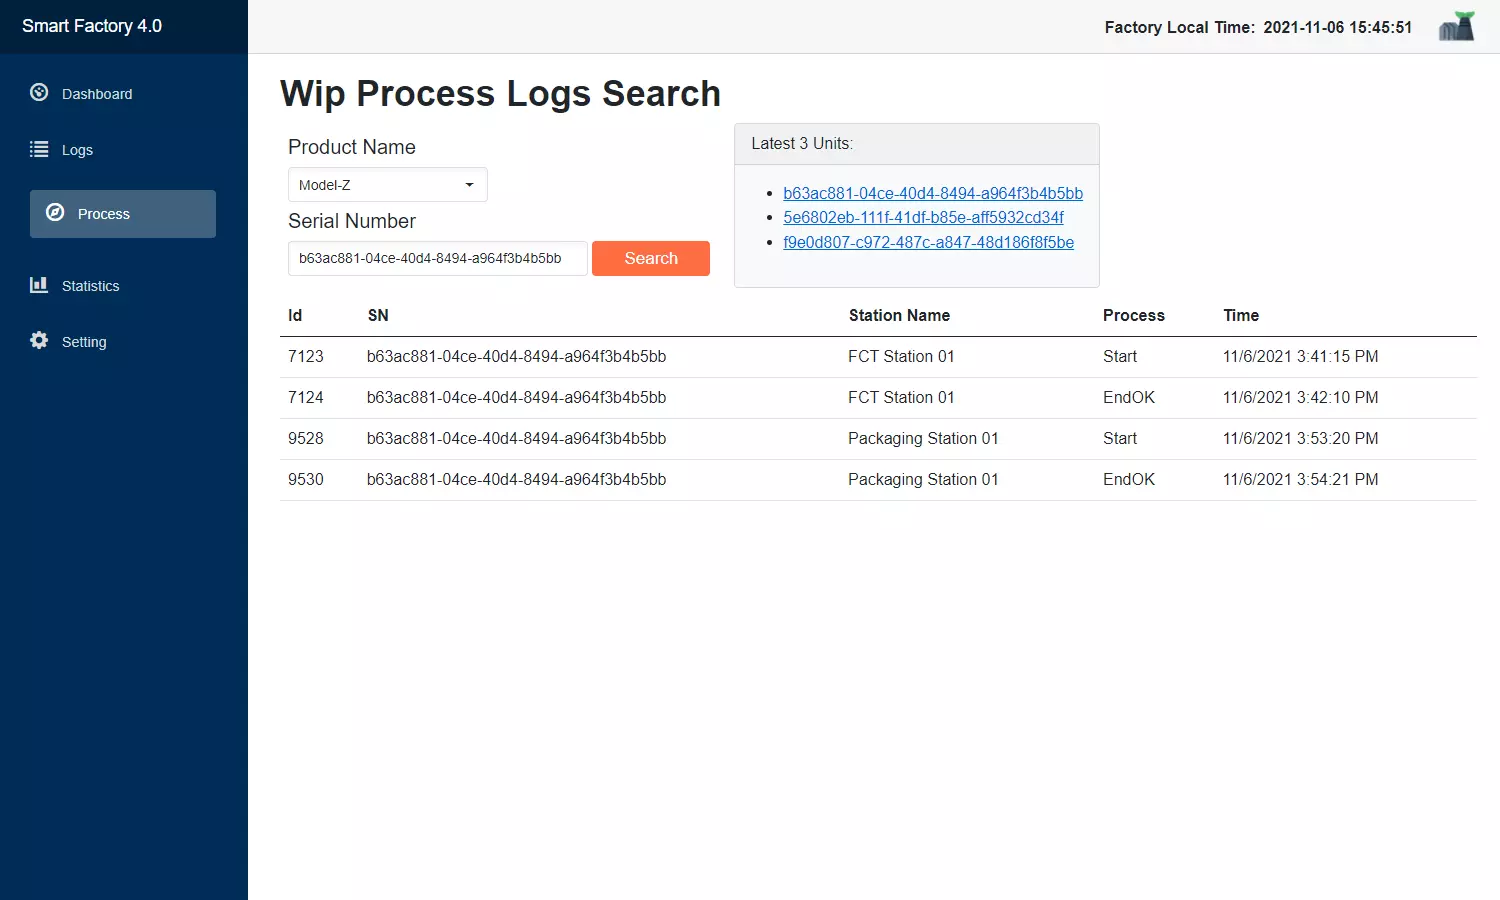 Smart Factory 4.0
Factory Local Time: 2021-11-06 15:45:51
Dashboard
Logs
Process
Statistics
Setting
Wip Process Logs Search
Product Name
Model-Z
Serial Number
b63ac881-04ce-40d4-8494-a964f3b4b5bb Search
Latest 3 Units:
b63ac881-04ce-40d4-8494-a964f3b4b5bb
5e6802eb-111f-41df-b85e-aff5932cd34f
f9e0d807-c972-487c-a847-48d186f8f5be
Id SN Station Name Process Time
7123 b63ac881-04ce-40d4-8494-a964f3b4b5bb FCT Station 01 Start 11/6/2021 3:41:15 PM
7124 b63ac881-04ce-40d4-8494-a964f3b4b5bb FCT Station 01 EndOK 11/6/2021 3:42:10 PM
9528 b63ac881-04ce-40d4-8494-a964f3b4b5bb Packaging Station 01 Start 11/6/2021 3:53:20 PM
9530 b63ac881-04ce-40d4-8494-a964f3b4b5bb Packaging Station 01 EndOK 11/6/2021 3:54:21 PM